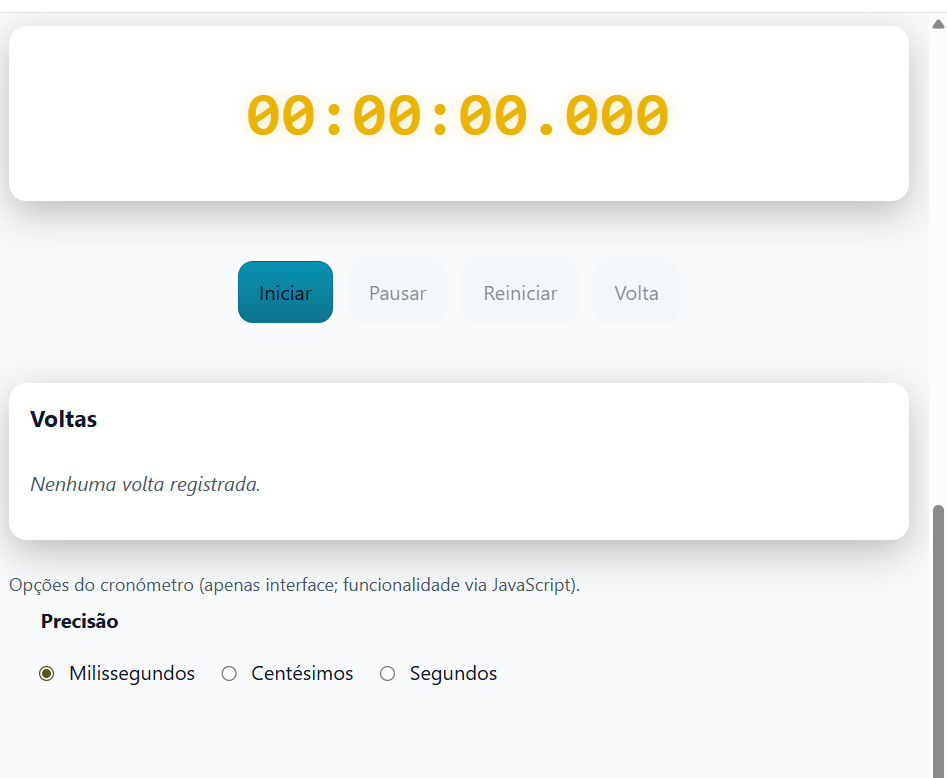 00:00:00.000
Iniciar Pausar Reiniciar Volta
Voltas
Nenhuma volta registrada.
Opções do cronómetro (apenas interface; funcionalidade via JavaScript).
Precisão
Milissegundos Centésimos Segundos